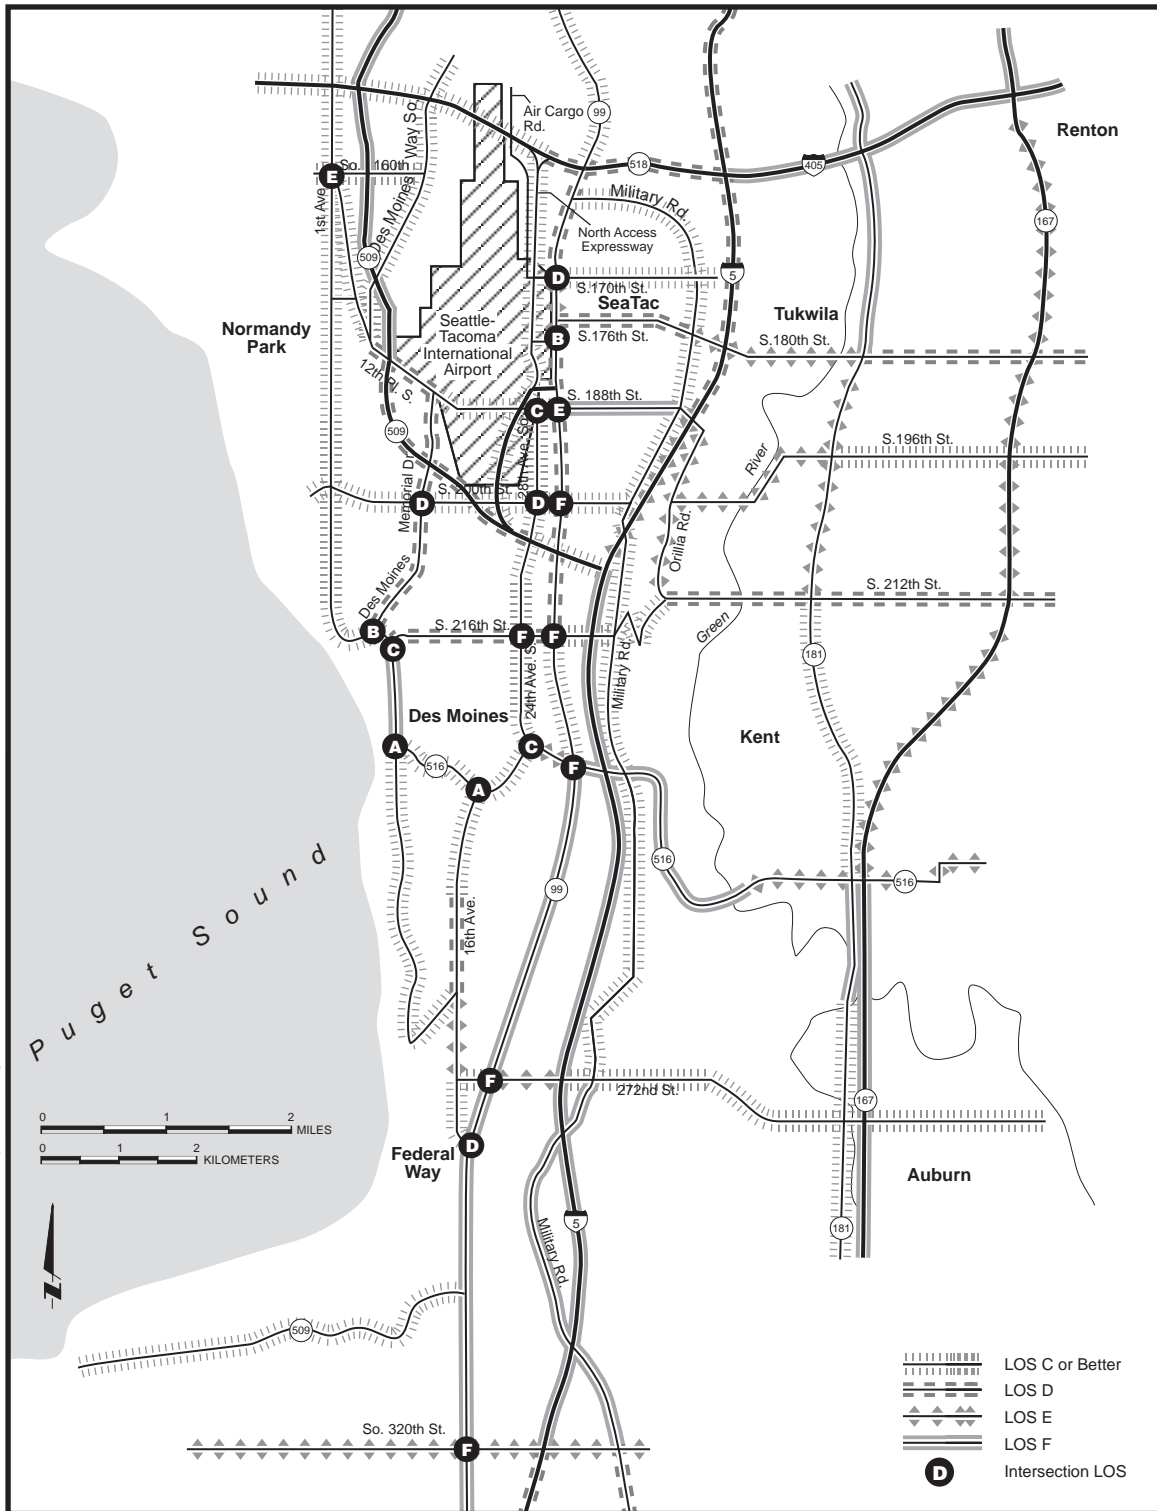 Air Cargo
Rd.
99
Renton
So. 160th
518
405
E
1st Ave.
Des Moines Way So.
Military Rd.
167
North Access
Expressway
509
D
S.170th St.
5
SeaTac
Tukwila
Normandy
Park
Seattle-
Tacoma
International
Airport
B
S.176th St.
S.180th St.
12th Pl. S.
S. 188th St.
C
E
509
28th Ave. So.
S.196th St.
River
Memorial Dr.
S. 200th St.
D
D
F
Orillia Rd.
Des Moines
S. 212th St.
Green
B
S. 216th St.
F
F
C
24th Ave. S.
Military Rd.
181
Des Moines
Kent
A
516
C
F
A
516
516
99
16th Ave.
Puget Sound
F
272nd St.
167
0 1 2
MILES
0 1 2
KILOMETERS
D
Federal
Way
Auburn
N
Military Rd.
5
181
509
So. 320th St.
F
LOS C or Better
LOS D
LOS E
LOS F
D Intersection LOS